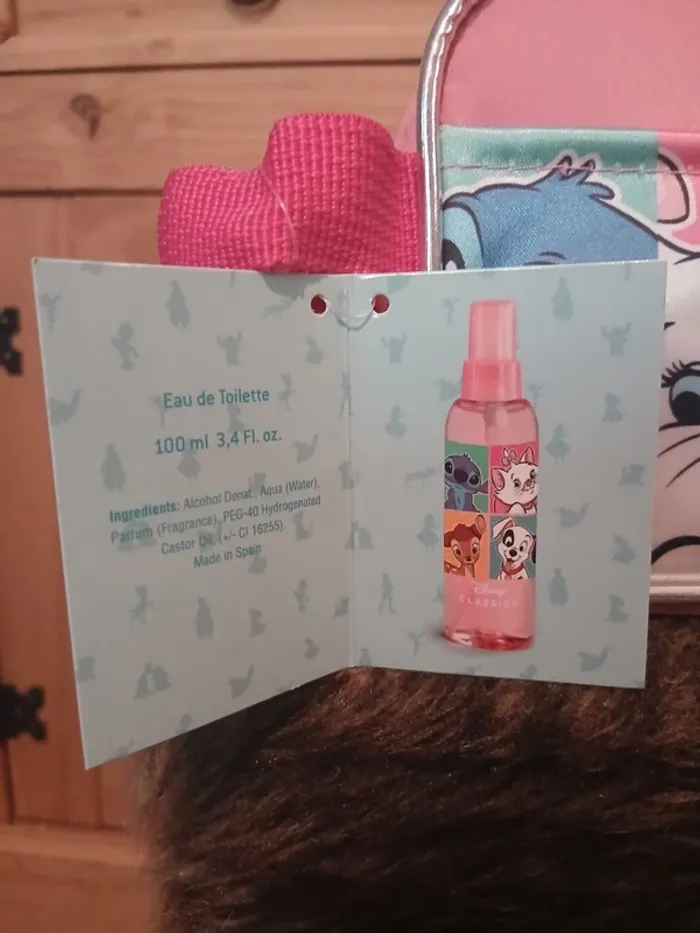 Eau de Toilette
100 ml 3,4 Fl. oz.
Ingredients: Alcohol Denat., Aqua (Water),
Parfum (Fragrance), PEG-40 Hydrogenated
Castor Oil, (+/- CI 16255)
Made in Spain
Disney
CLASSICS